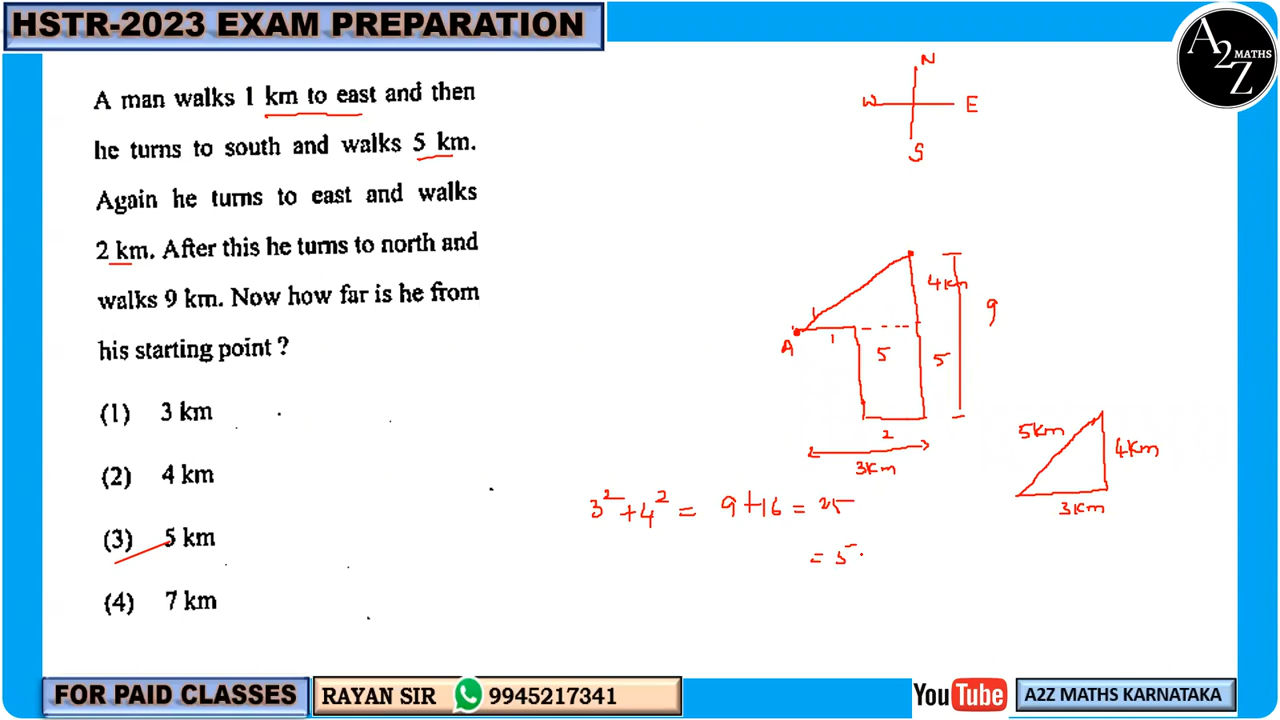 HSTR-2023 EXAM PREPARATION
A2Z MATHS
A man walks 1 km to east and then
he turns to south and walks 5 km.
Again he turns to east and walks
2 km. After this he turns to north and
walks 9 km. Now how far is he from
his starting point ?
(1) 3 km
(2) 4 km
(3) 5 km
(4) 7 km
N
W E
S
4km
9
A
1
5
5
2
3km
5km
4km
3km
3² + 4² = 9 + 16 = 25
= 5
FOR PAID CLASSES
RAYAN SIR 9945217341
YouTube
A2Z MATHS KARNATAKA